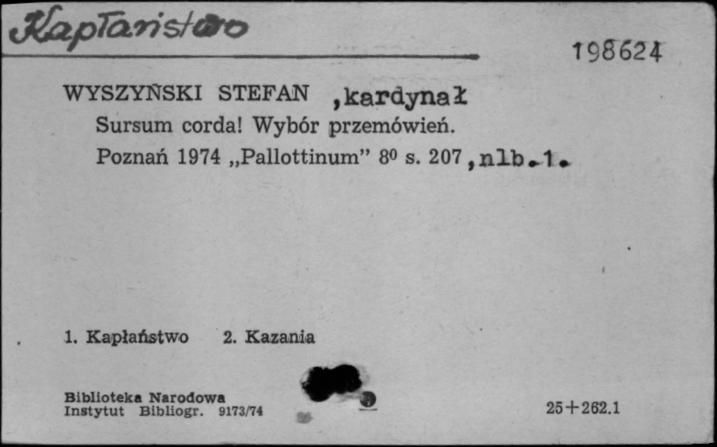 Kapłaństwo
198624
WYSZYŃSKI STEFAN ,kardynał
Sursum corda! Wybór przemówień.
Poznań 1974 „Pallottinum” 8⁰ s. 207 ,nlb.1.
1. Kapłaństwo 2. Kazania
Biblioteka Narodowa
Instytut Bibliogr. 9173/74
25+262.1